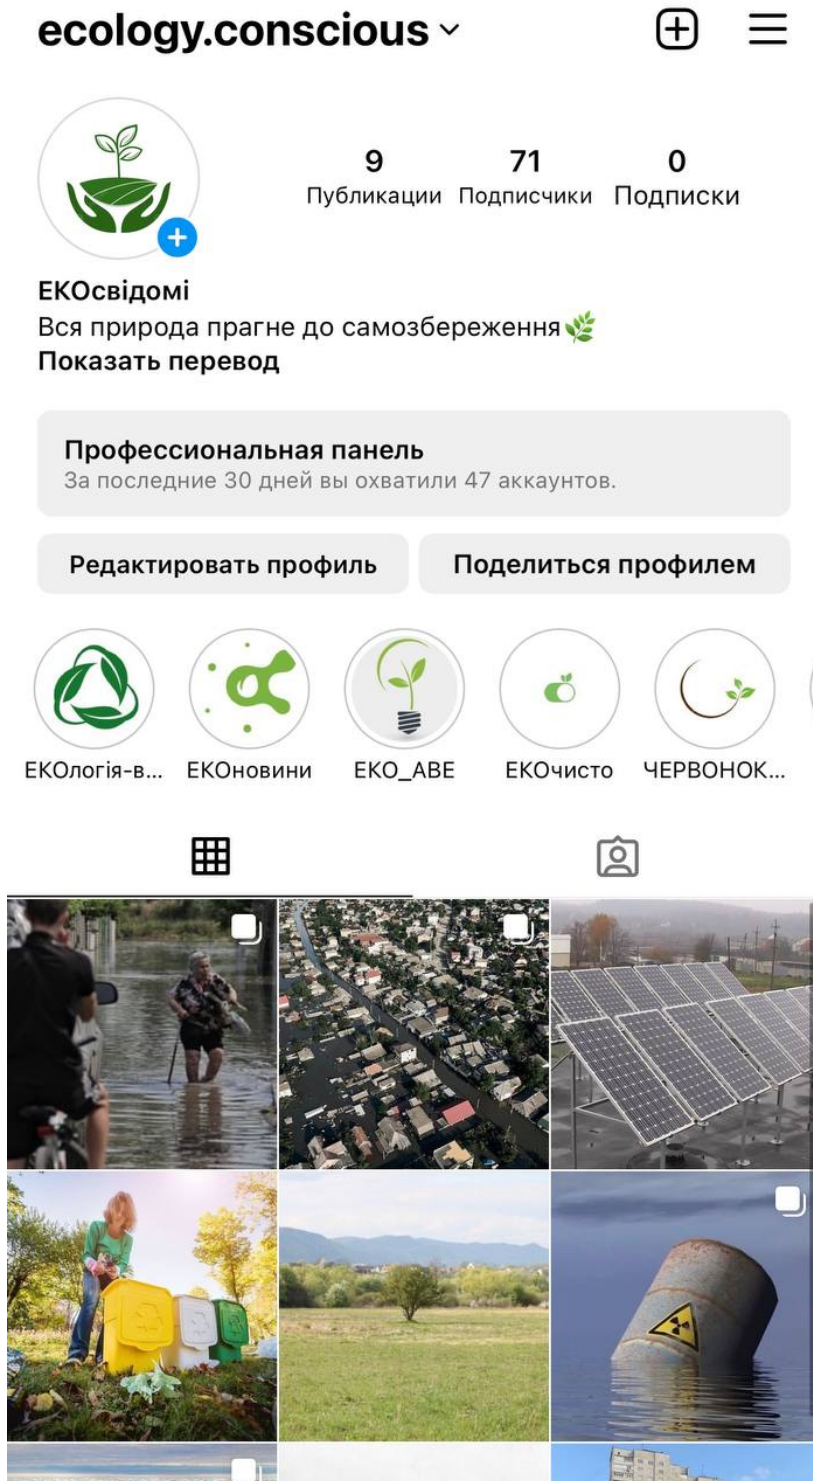 ecology.conscious
9 71 0
Публикации Подписчики Подписки
ЕКОсвідомі
Вся природа прагне до самозбереження🌿
Показать перевод
Профессиональная панель
За последние 30 дней вы охватили 47 аккаунтов.
Редактировать профиль Поделиться профилем
ЕКОлогія-в... ЕКОновини ЕКО_АВЕ ЕКОчисто ЧЕРВОНОК...